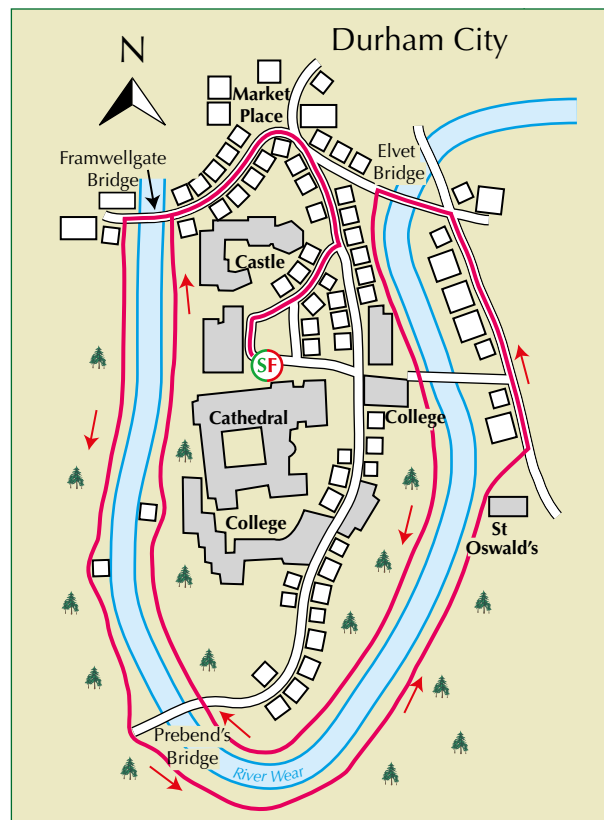 Durham City
N
Market
Place
Framwellgate
Bridge
Elvet
Bridge
Castle
SF
Cathedral
College
College
St
Oswald's
Prebend's
Bridge
River Wear